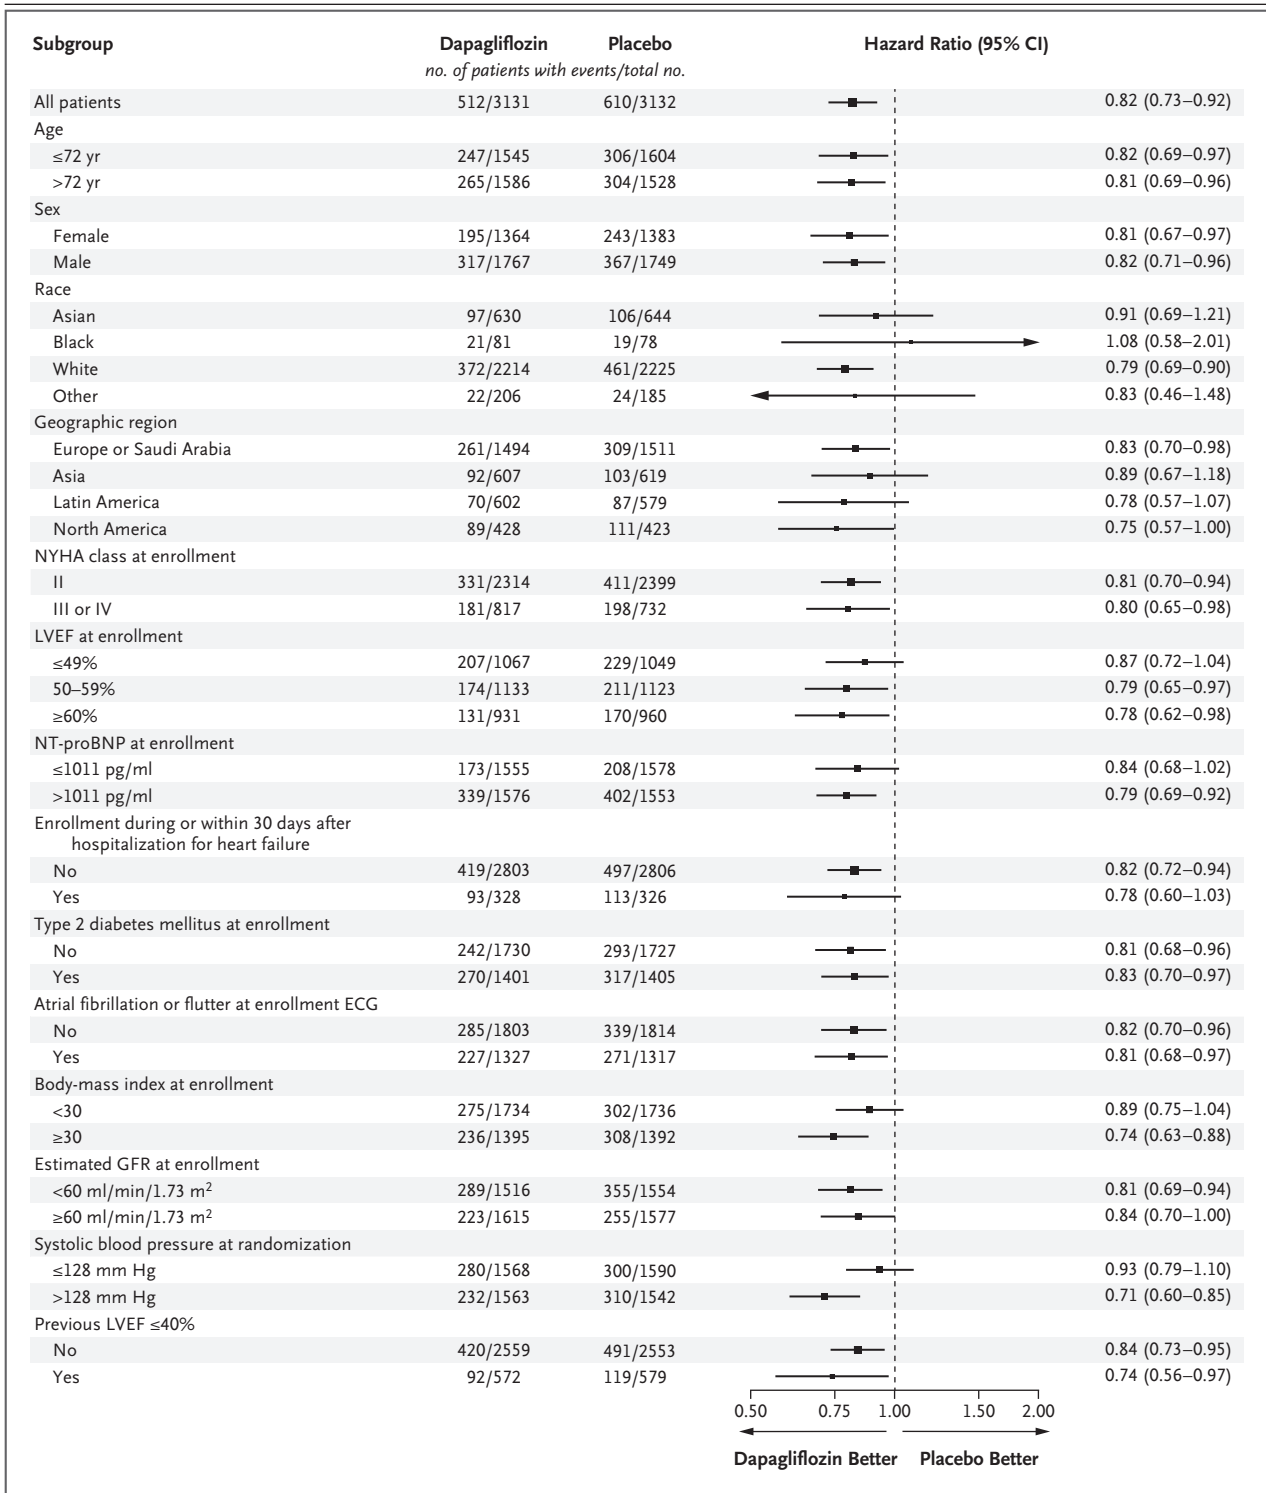 Subgroup Dapagliflozin Placebo Hazard Ratio (95% CI)
no. of patients with events/total no.
All patients 512/3131 610/3132 0.82 (0.73–0.92)
Age
≤72 yr 247/1545 306/1604 0.82 (0.69–0.97)
>72 yr 265/1586 304/1528 0.81 (0.69–0.96)
Sex
Female 195/1364 243/1383 0.81 (0.67–0.97)
Male 317/1767 367/1749 0.82 (0.71–0.96)
Race
Asian 97/630 106/644 0.91 (0.69–1.21)
Black 21/81 19/78 1.08 (0.58–2.01)
White 372/2214 461/2225 0.79 (0.69–0.90)
Other 22/206 24/185 0.83 (0.46–1.48)
Geographic region
Europe or Saudi Arabia 261/1494 309/1511 0.83 (0.70–0.98)
Asia 92/607 103/619 0.89 (0.67–1.18)
Latin America 70/602 87/579 0.78 (0.57–1.07)
North America 89/428 111/423 0.75 (0.57–1.00)
NYHA class at enrollment
II 331/2314 411/2399 0.81 (0.70–0.94)
III or IV 181/817 198/732 0.80 (0.65–0.98)
LVEF at enrollment
≤49% 207/1067 229/1049 0.87 (0.72–1.04)
50–59% 174/1133 211/1123 0.79 (0.65–0.97)
≥60% 131/931 170/960 0.78 (0.62–0.98)
NT-proBNP at enrollment
≤1011 pg/ml 173/1555 208/1578 0.84 (0.68–1.02)
>1011 pg/ml 339/1576 402/1553 0.79 (0.69–0.92)
Enrollment during or within 30 days after
hospitalization for heart failure
No 419/2803 497/2806 0.82 (0.72–0.94)
Yes 93/328 113/326 0.78 (0.60–1.03)
Type 2 diabetes mellitus at enrollment
No 242/1730 293/1727 0.81 (0.68–0.96)
Yes 270/1401 317/1405 0.83 (0.70–0.97)
Atrial fibrillation or flutter at enrollment ECG
No 285/1803 339/1814 0.82 (0.70–0.96)
Yes 227/1327 271/1317 0.81 (0.68–0.97)
Body-mass index at enrollment
<30 275/1734 302/1736 0.89 (0.75–1.04)
≥30 236/1395 308/1392 0.74 (0.63–0.88)
Estimated GFR at enrollment
<60 ml/min/1.73 m² 289/1516 355/1554 0.81 (0.69–0.94)
≥60 ml/min/1.73 m² 223/1615 255/1577 0.84 (0.70–1.00)
Systolic blood pressure at randomization
≤128 mm Hg 280/1568 300/1590 0.93 (0.79–1.10)
>128 mm Hg 232/1563 310/1542 0.71 (0.60–0.85)
Previous LVEF ≤40%
No 420/2559 491/2553 0.84 (0.73–0.95)
Yes 92/572 119/579 0.74 (0.56–0.97)
0.50 0.75 1.00 1.50 2.00
Dapagliflozin Better Placebo Better